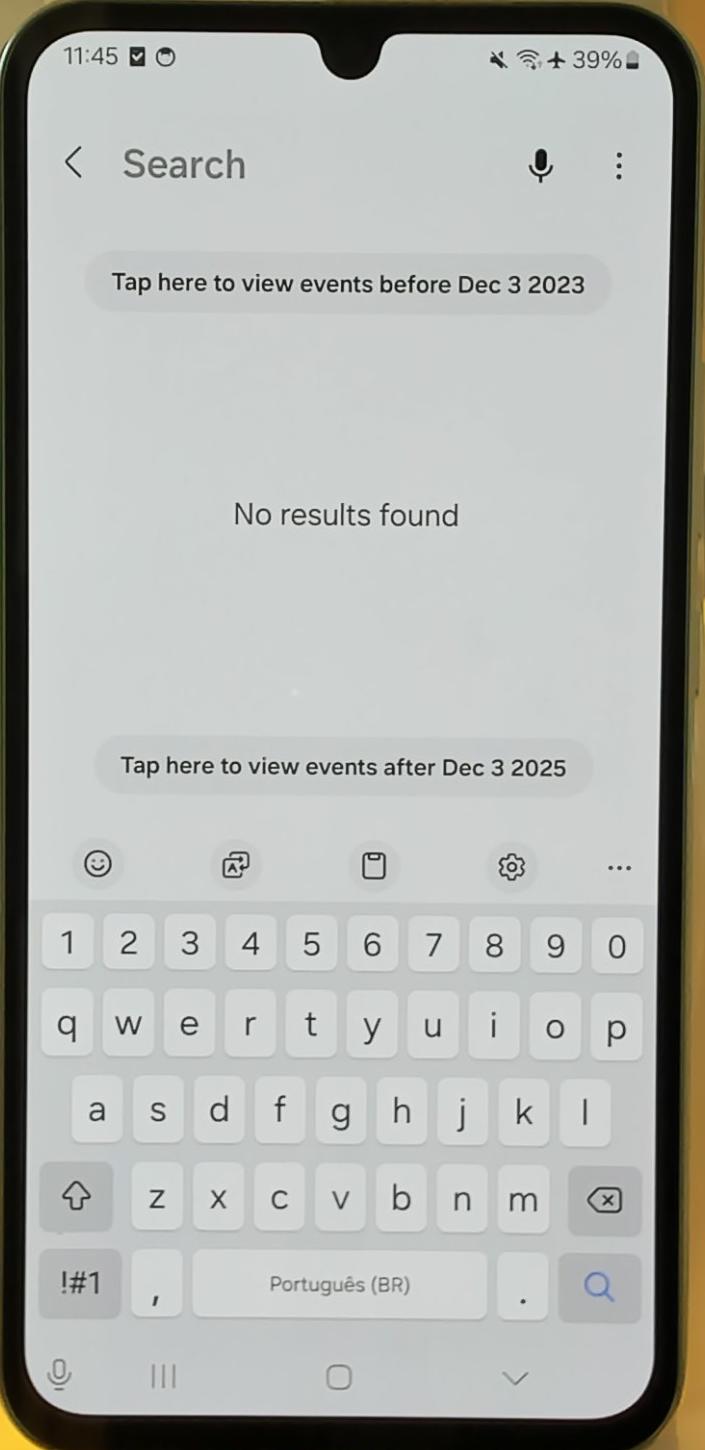 11:45 39%
Search
Tap here to view events before Dec 3 2023
No results found
Tap here to view events after Dec 3 2025
1 2 3 4 5 6 7 8 9 0
q w e r t y u i o p
a s d f g h j k l
z x c v b n m
!#1 , Português (BR) .